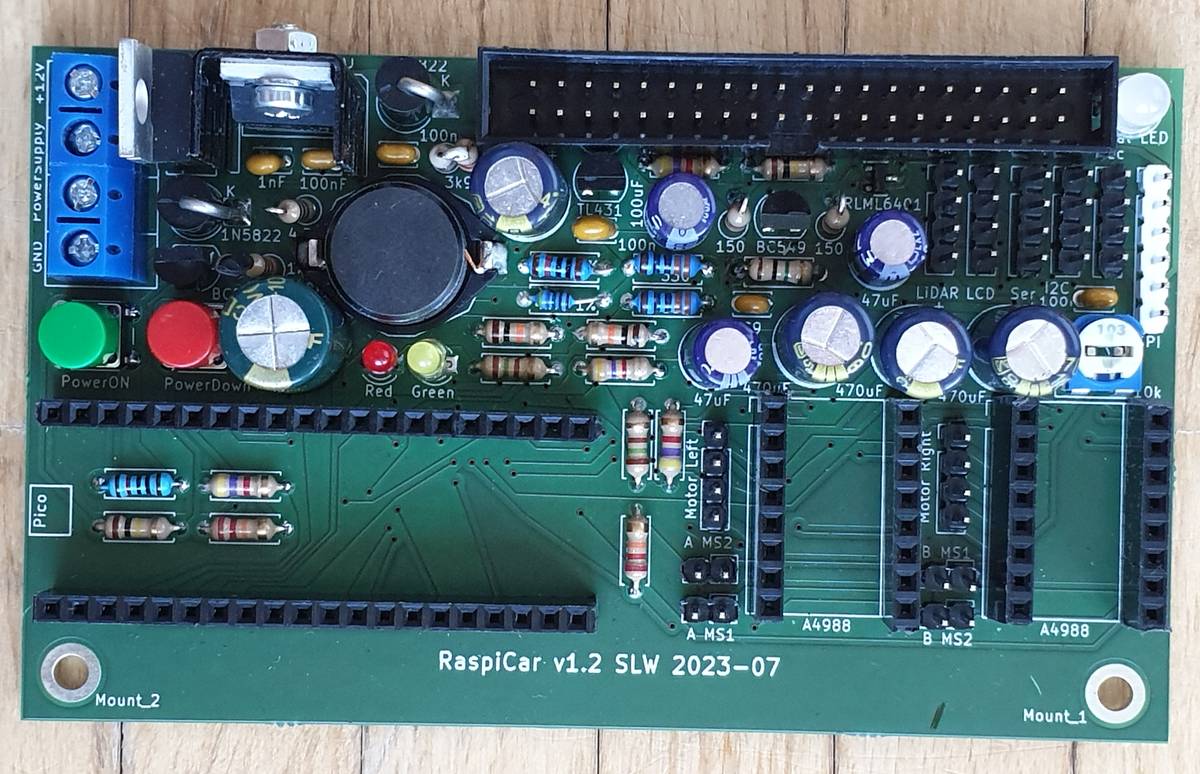 +12V
Powersupply
GND
K
100n
LED
1nF
100nF
3k9
TL431
100uF
RLML6401
K
1N5822
100n
150
BC549
150
47uF
LiDAR
LCD
Ser
I2C
103
PowerON
PowerDown
Red
Green
47uF
470uF
470uF
470uF
Motor Left
Motor Right
Pico
A MS2
B MS1
A MS1
A4988
B MS2
A4988
RaspiCar v1.2 SLW 2023-07
Mount_2
Mount_1